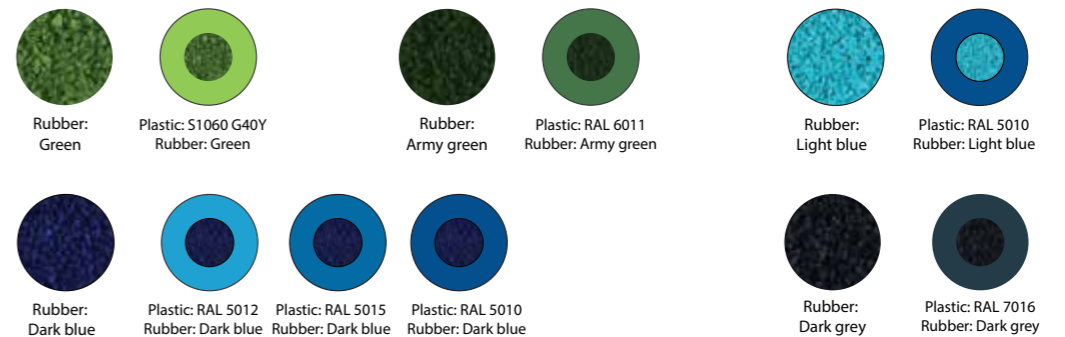 Rubber:
Green
Plastic: S1060 G40Y
Rubber: Green
Rubber:
Army green
Plastic: RAL 6011
Rubber: Army green
Rubber:
Light blue
Plastic: RAL 5010
Rubber: Light blue
Rubber:
Dark blue
Plastic: RAL 5012
Rubber: Dark blue
Plastic: RAL 5015
Rubber: Dark blue
Plastic: RAL 5010
Rubber: Dark blue
Rubber:
Dark grey
Plastic: RAL 7016
Rubber: Dark grey